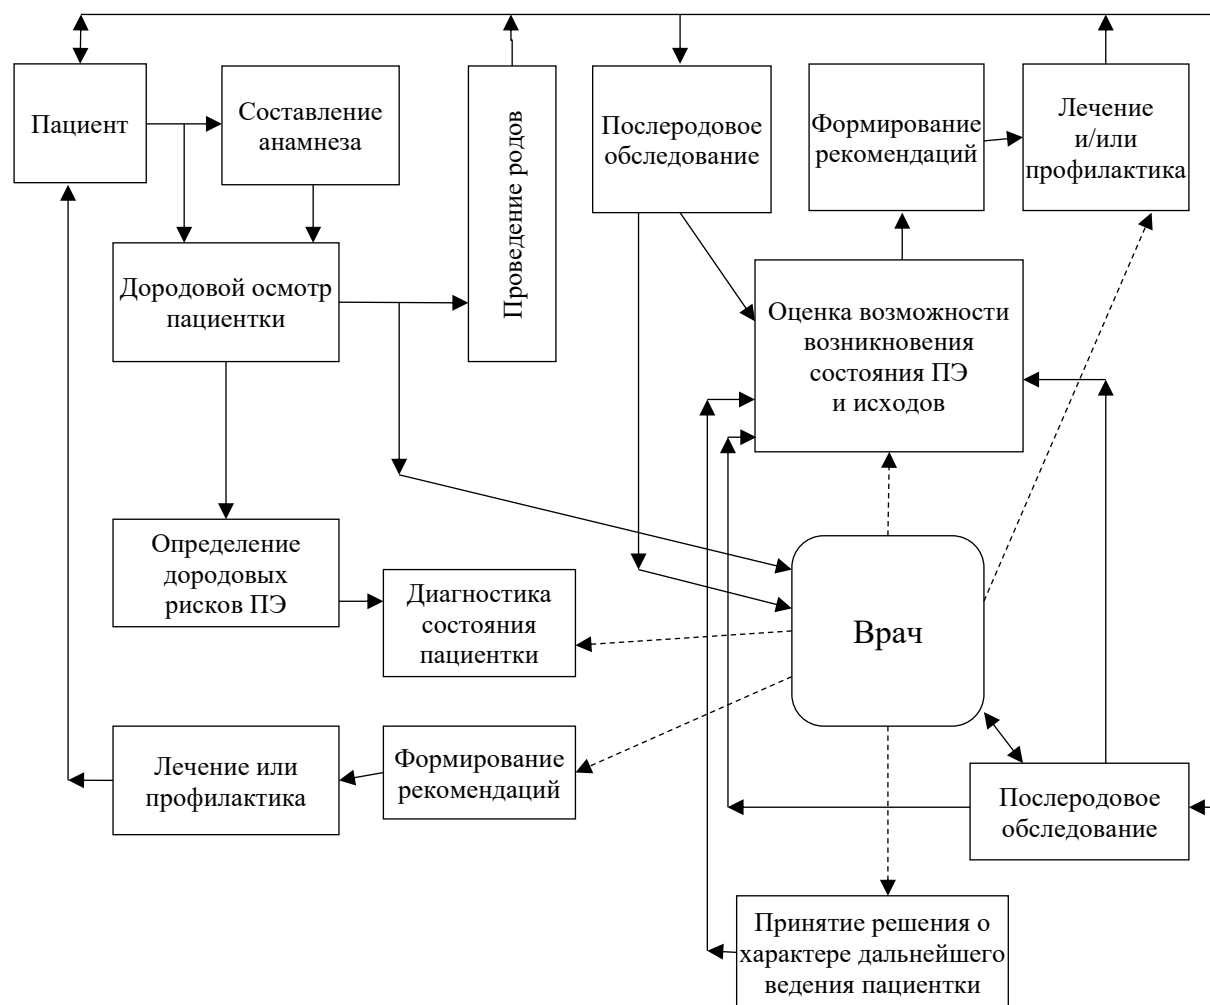 Пациент
Составление
анамнеза
Проведение родов
Послеродовое
обследование
Формирование
рекомендаций
Лечение
и/или
профилактика
Дородовой осмотр
пациентки
Оценка возможности
возникновения
состояния ПЭ
и исходов
Определение
дородовых
рисков ПЭ
Диагностика
состояния
пациентки
Врач
Лечение или
профилактика
Формирование
рекомендаций
Послеродовое
обследование
Принятие решения о
характере дальнейшего
ведения пациентки